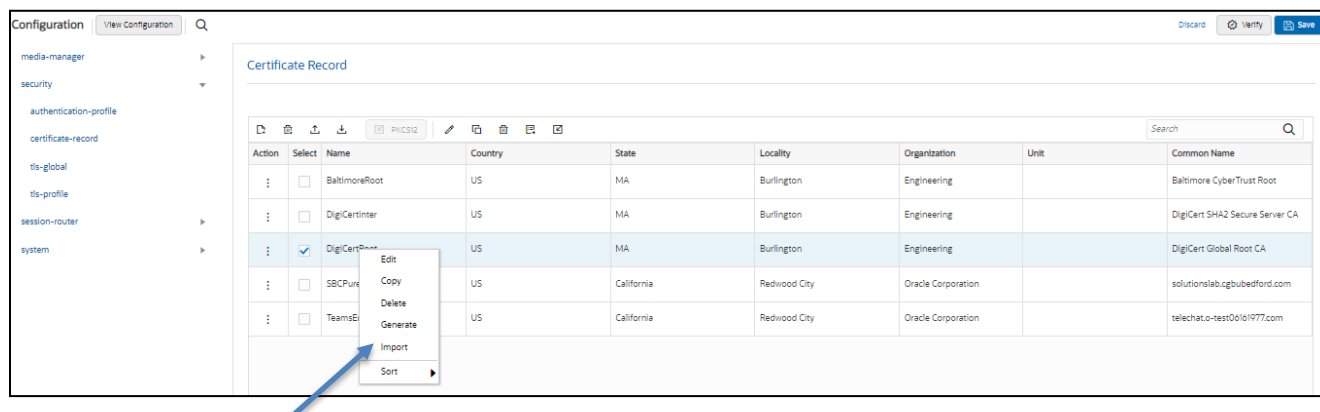 Configuration View Configuration Discard Verify Save
media-manager
security
authentication-profile
certificate-record
tls-global
tls-profile
session-router
system
Certificate Record
PKCS12 Search
Action Select Name Country State Locality Organization Unit Common Name
BaltimoreRoot US MA Burlington Engineering Baltimore CyberTrust Root
DigiCertInter US MA Burlington Engineering DigiCert SHA2 Secure Server CA
DigiCertRoot US MA Burlington Engineering DigiCert Global Root CA
SBCPure US California Redwood City Oracle Corporation solutionslab.cgbubedford.com
US California Redwood City Oracle Corporation telechat.o-test06161977.com
Edit
Copy
Delete
Generate
Import
Sort